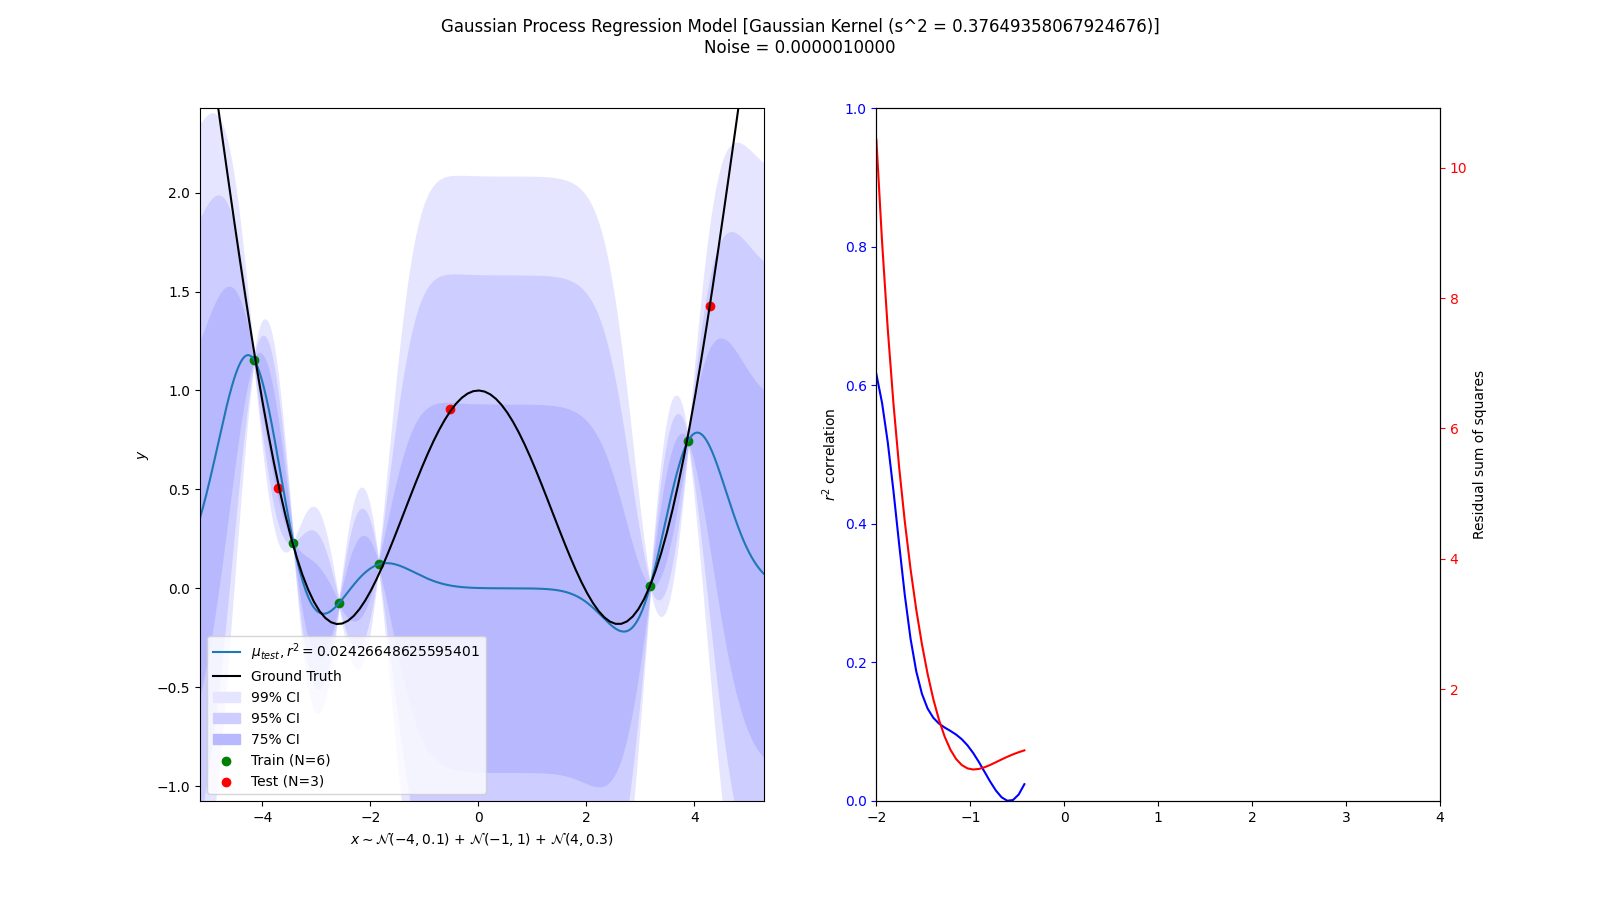 Gaussian Process Regression Model [Gaussian Kernel (s^2 = 0.37649358067924676)]
Noise = 0.0000010000
y
2.0
1.5
1.0
0.5
0.0
−0.5
−1.0
−4
−2
0
2
4
x ∼ 𝒩(−4, 0.1) + 𝒩(−1, 1) + 𝒩(4, 0.3)
μ_test, r² = 0.02426648625595401
Ground Truth
99% CI
95% CI
75% CI
Train (N=6)
Test (N=3)
r² correlation
1.0
0.8
0.6
0.4
0.2
0.0
−2
−1
0
1
2
3
4
10
8
6
4
2
Residual sum of squares